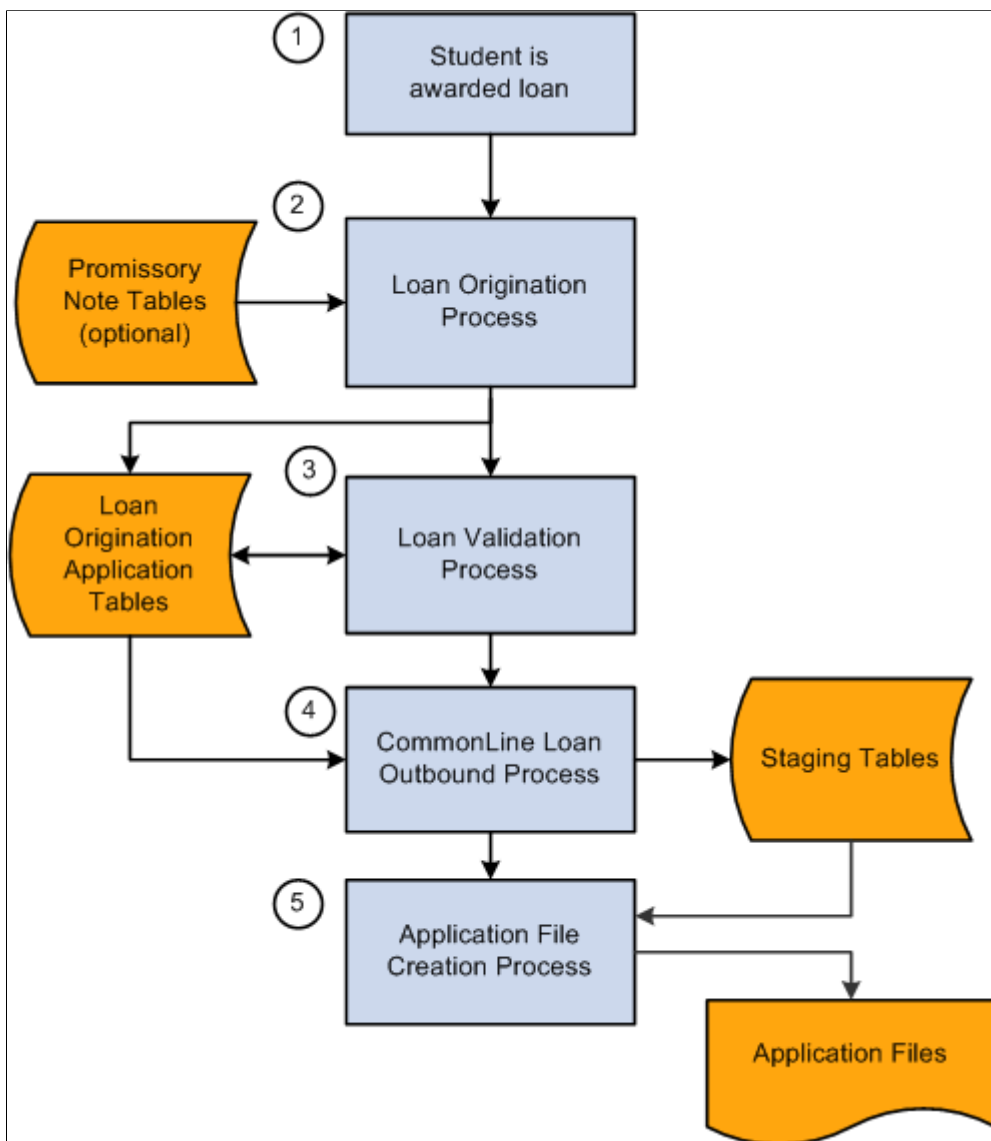 1
Student is
awarded loan
2
Promissory
Note Tables
(optional)
Loan Origination
Process
3
Loan
Origination
Application
Tables
Loan Validation
Process
4
CommonLine Loan
Outbound Process
Staging Tables
5
Application File
Creation Process
Application Files